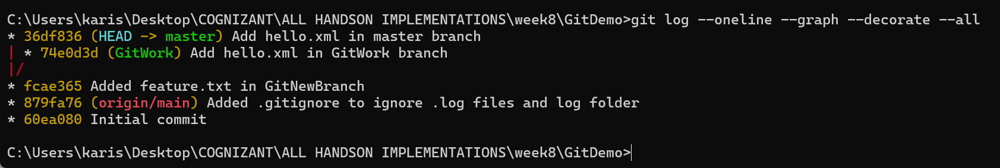 C:\Users\karis\Desktop\COGNIZANT\ALL HANDSON IMPLEMENTATIONS\week8\GitDemo>git log --oneline --graph --decorate --all
* 36df836 (HEAD -> master) Add hello.xml in master branch
| * 74e0d3d (GitWork) Add hello.xml in GitWork branch
|/
* fcae365 Added feature.txt in GitNewBranch
* 879fa76 (origin/main) Added .gitignore to ignore .log files and log folder
* 60ea080 Initial commit
C:\Users\karis\Desktop\COGNIZANT\ALL HANDSON IMPLEMENTATIONS\week8\GitDemo>